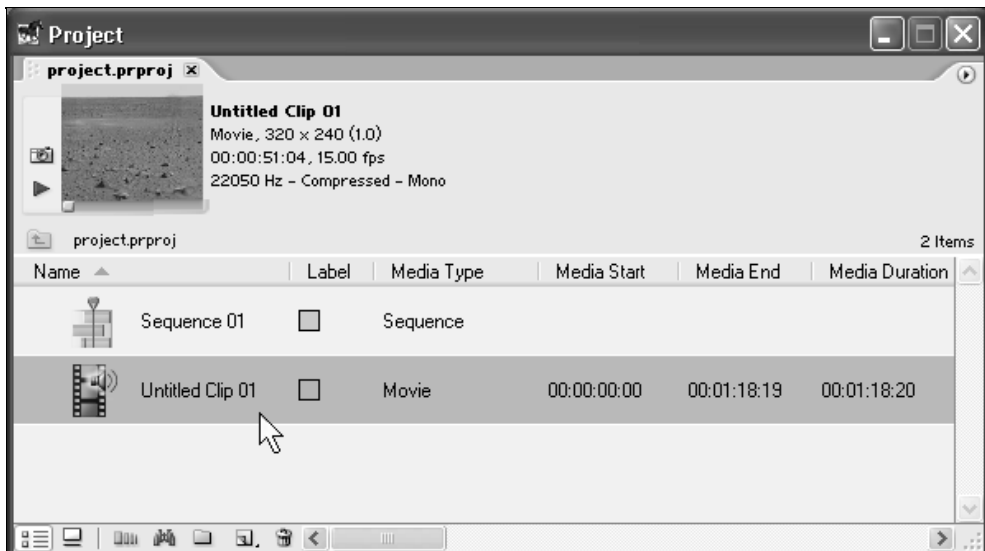 Project
project.prproj
Untitled Clip 01
Movie, 320 × 240 (1.0)
00:00:51:04, 15.00 fps
22050 Hz - Compressed - Mono
project.prproj 2 Items
Name Label Media Type Media Start Media End Media Duration
Sequence 01 Sequence
Untitled Clip 01 Movie 00:00:00:00 00:01:18:19 00:01:18:20